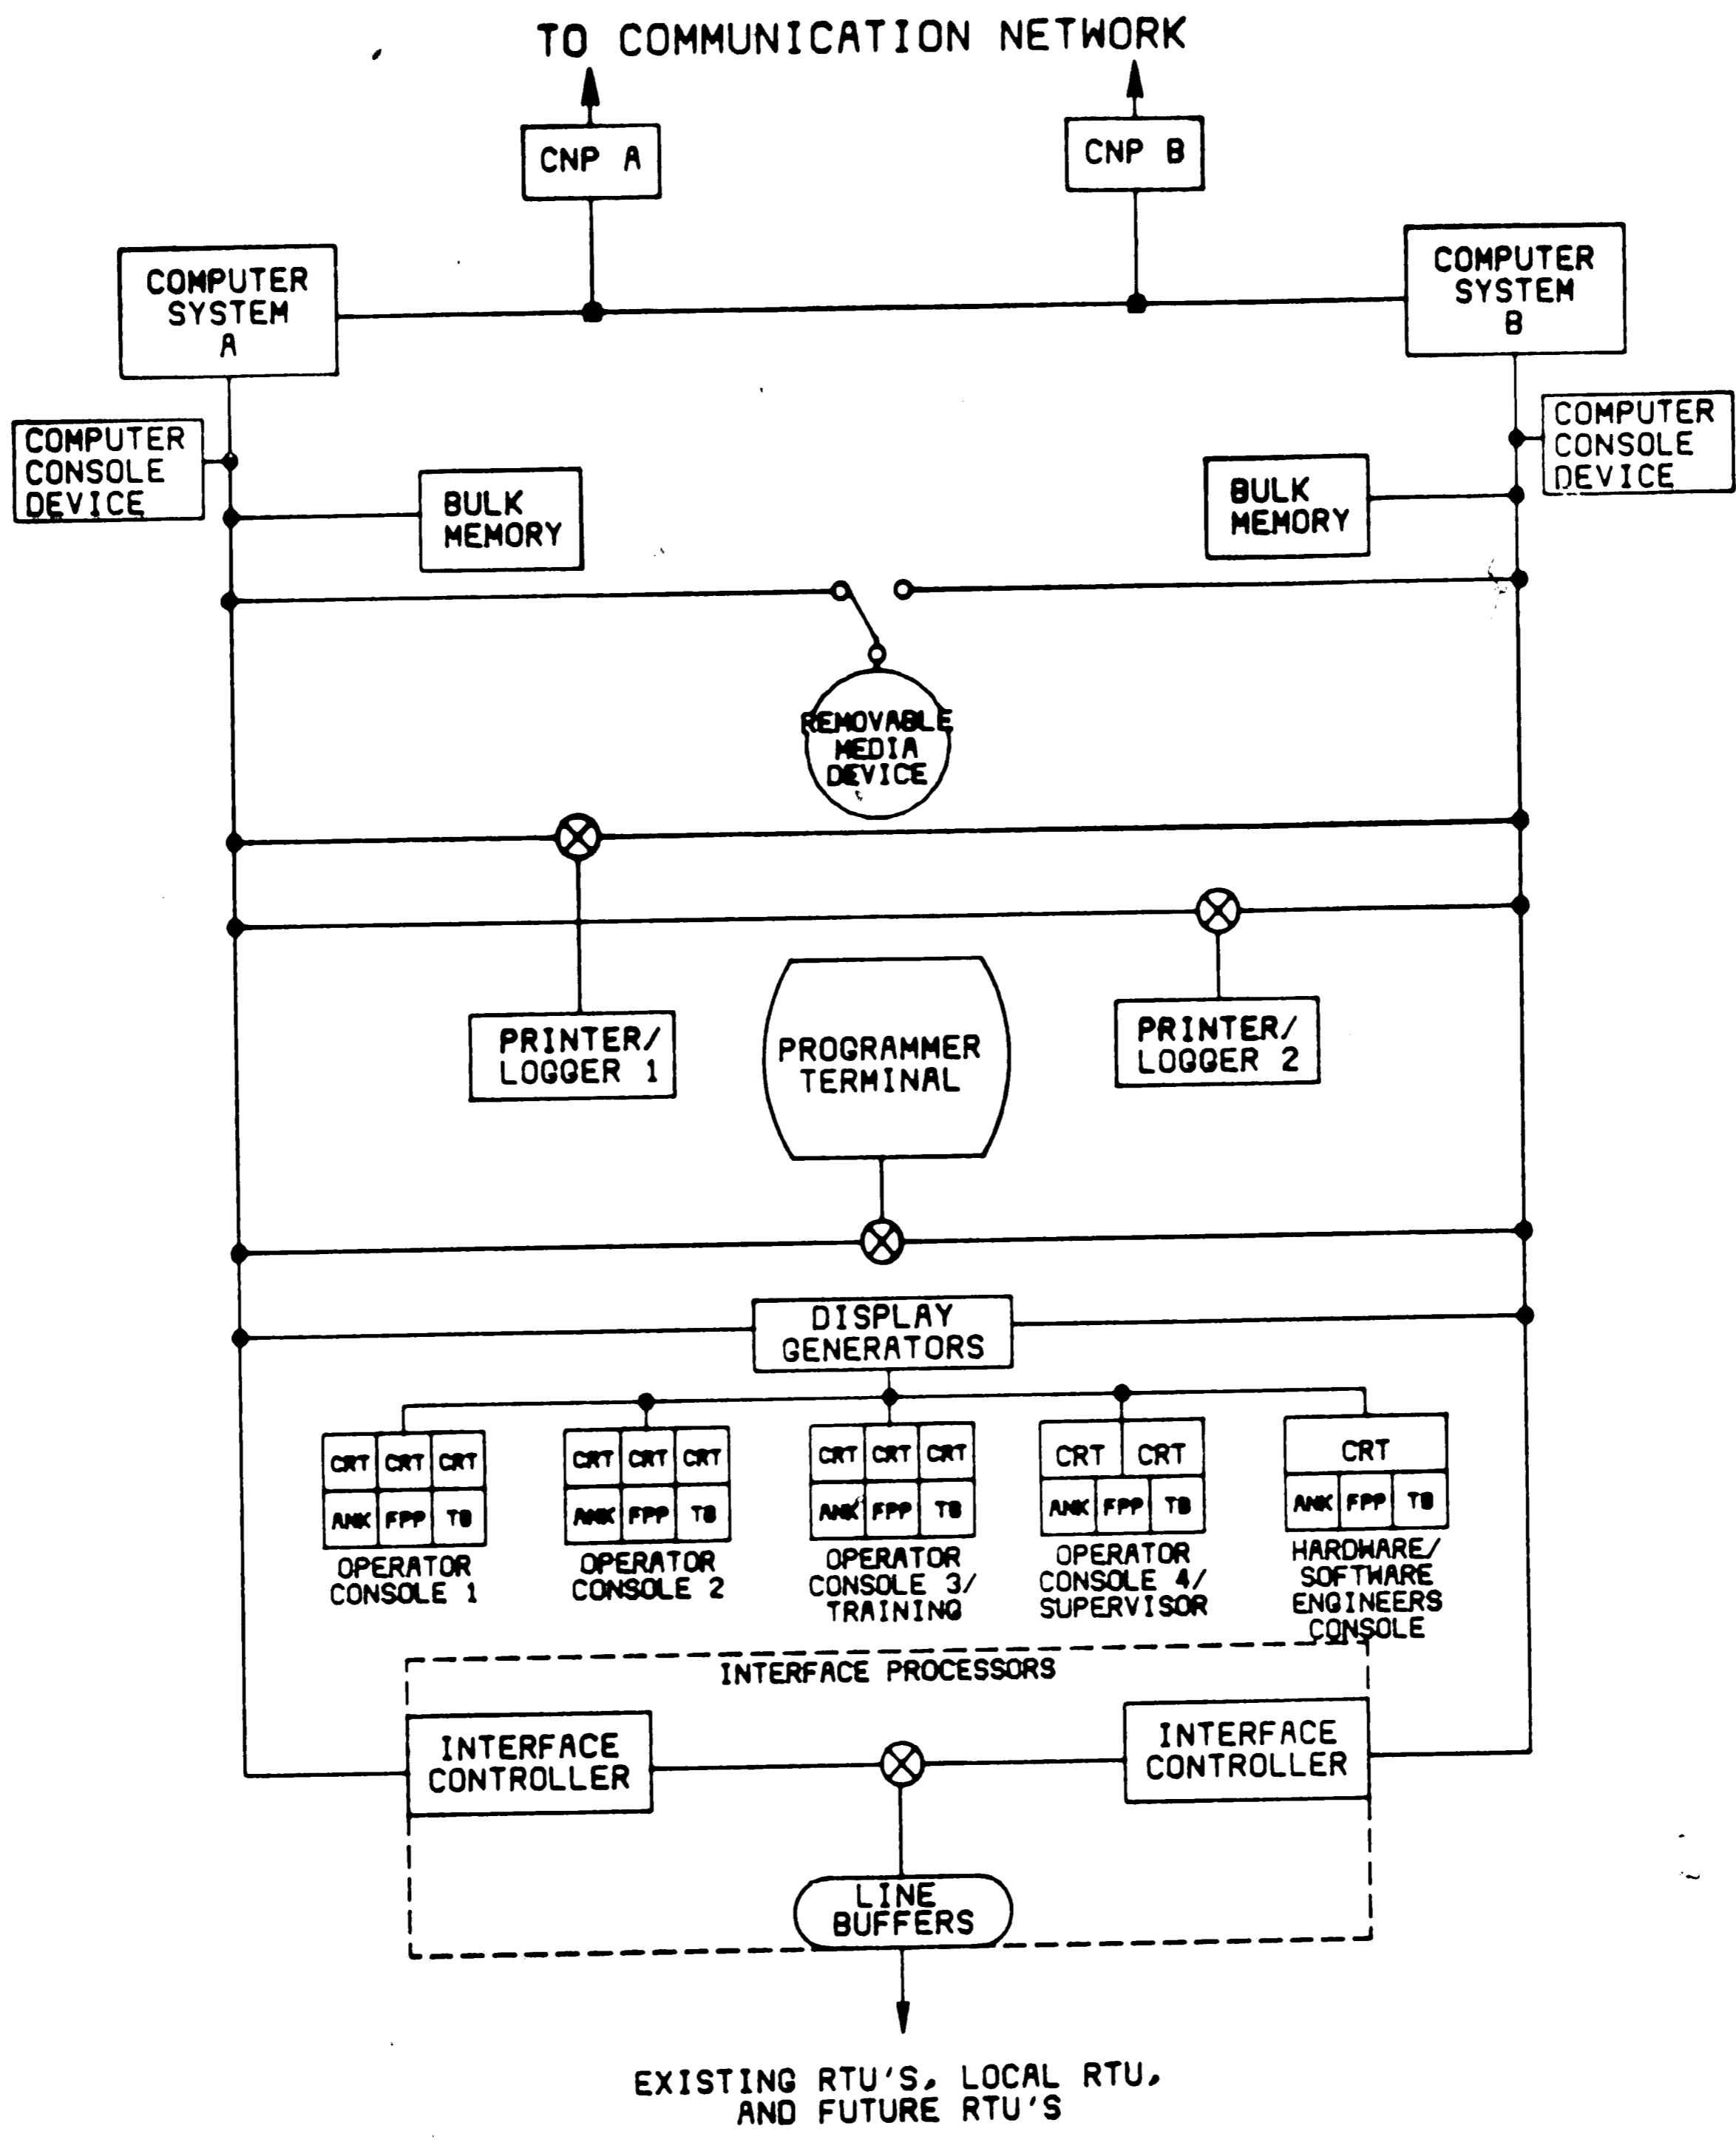 TO COMMUNICATION NETWORK
CNP A
CNP B
COMPUTER
SYSTEM
A
COMPUTER
SYSTEM
B
COMPUTER
CONSOLE
DEVICE
COMPUTER
CONSOLE
DEVICE
BULK
MEMORY
BULK
MEMORY
REMOVABLE
MEDIA
DEVICE
PRINTER/
LOGGER 1
PROGRAMMER
TERMINAL
PRINTER/
LOGGER 2
DISPLAY
GENERATORS
CRT CRT CRT
ANK FPP TB
OPERATOR
CONSOLE 1
CRT CRT CRT
ANK FPP TB
OPERATOR
CONSOLE 2
CRT CRT CRT
ANK FPP TB
OPERATOR
CONSOLE 3/
TRAINING
CRT CRT
ANK FPP TB
OPERATOR
CONSOLE 4/
SUPERVISOR
CRT
ANK FPP TB
HARDWARE/
SOFTWARE
ENGINEERS
CONSOLE
INTERFACE PROCESSORS
INTERFACE
CONTROLLER
INTERFACE
CONTROLLER
LINE
BUFFERS
EXISTING RTU'S, LOCAL RTU,
AND FUTURE RTU'S